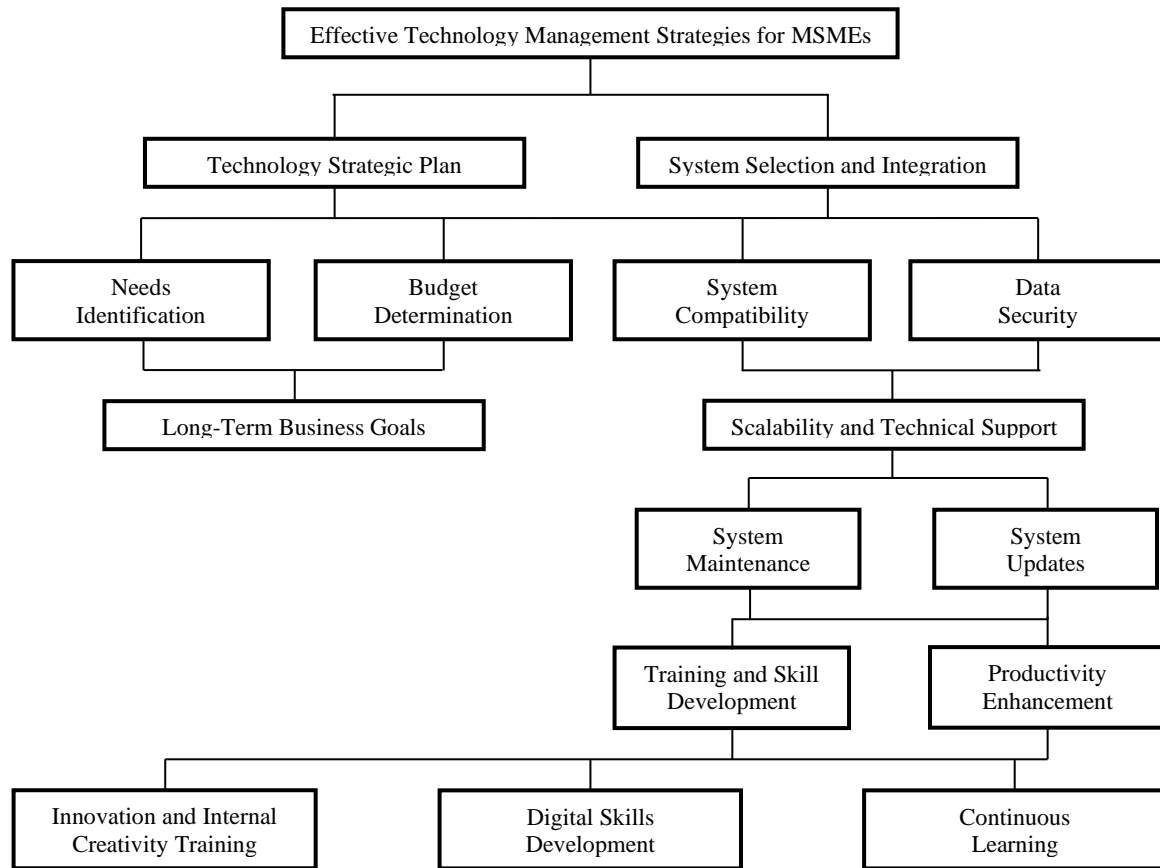 Effective Technology Management Strategies for MSMEs
Technology Strategic Plan
System Selection and Integration
Needs
Identification
Budget
Determination
System
Compatibility
Data
Security
Long-Term Business Goals
Scalability and Technical Support
System
Maintenance
System
Updates
Training and Skill
Development
Productivity
Enhancement
Innovation and Internal
Creativity Training
Digital Skills
Development
Continuous
Learning